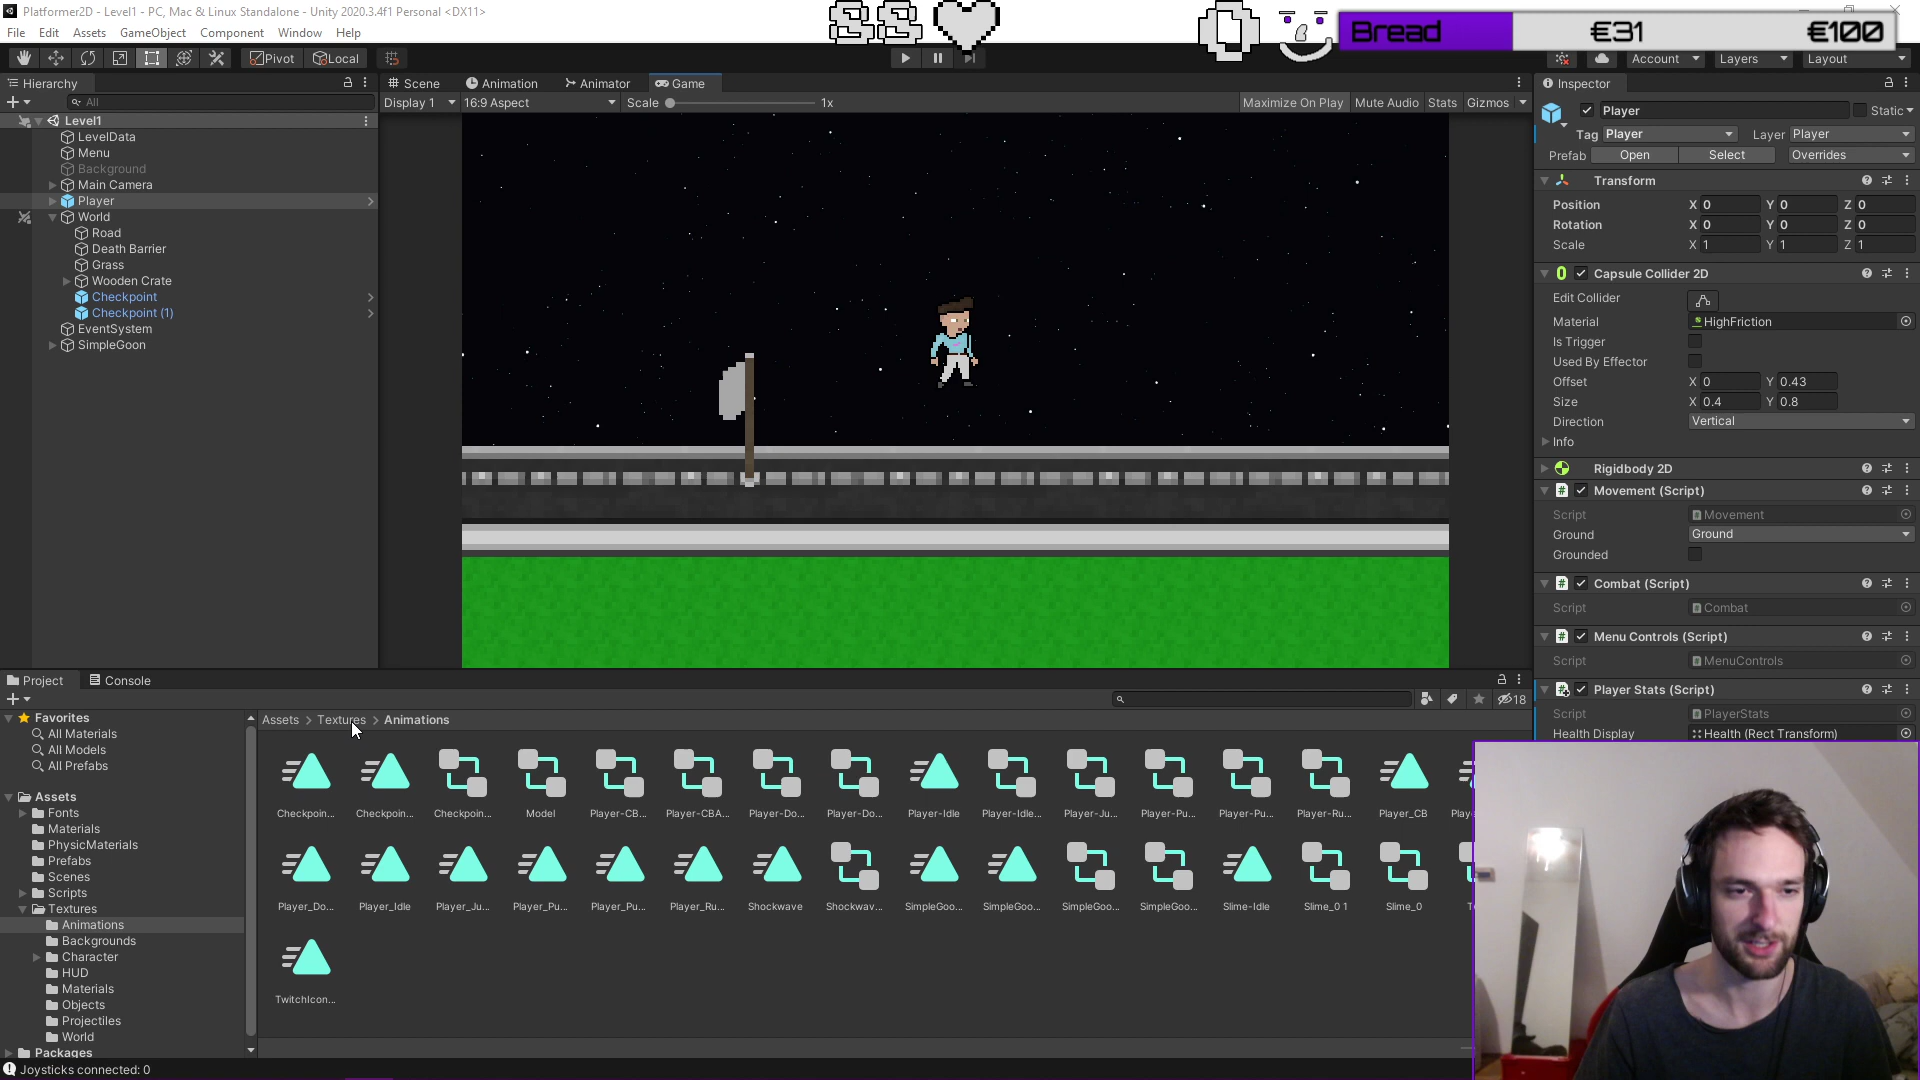 Platformer2D - Level1 - PC, Mac & Linux Standalone - Unity 2020.3.4f1 Personal <DX11>
File Edit Assets GameObject Component Window Help
88
0
Bread €31 €100
Pivot Local
Account Layers Layout
Hierarchy
All
Level1
LevelData
Menu
Background
Main Camera
Player
World
Road
Death Barrier
Grass
Wooden Crate
Checkpoint
Checkpoint (1)
EventSystem
SimpleGoon
Scene Animation Animator Game
Display 1 16:9 Aspect Scale 1x Maximize On Play Mute Audio Stats Gizmos
Inspector
Player Static
Tag Player Layer Player
Prefab Open Select Overrides
Transform
Position X 0 Y 0 Z 0
Rotation X 0 Y 0 Z 0
Scale X 1 Y 1 Z 1
Capsule Collider 2D
Edit Collider
Material HighFriction
Is Trigger
Used By Effector
Offset X 0 Y 0.43
Size X 0.4 Y 0.8
Direction Vertical
Info
Rigidbody 2D
Movement (Script)
Script Movement
Ground Ground
Grounded
Combat (Script)
Script Combat
Menu Controls (Script)
Script MenuControls
Player Stats (Script)
Script PlayerStats
Health Display Health (Rect Transform)
Project Console
18
Favorites
All Materials
All Models
All Prefabs
Assets
Fonts
Materials
PhysicMaterials
Prefabs
Scenes
Scripts
Textures
Animations
Backgrounds
Character
HUD
Materials
Objects
Projectiles
World
Packages
Assets > Textures > Animations
Checkpoin... Checkpoin... Checkpoin... Model Player-CB... Player-CBA... Player-Do... Player-Do... Player-Idle Player-Idle... Player-Ju... Player-Pu... Player-Pu... Player-Ru... Player_CB
Player_Do... Player_Idle Player_Ju... Player_Pu... Player_Pu... Player_Ru... Shockwave Shockwav... SimpleGoo... SimpleGoo... SimpleGoo... SimpleGoo... Slime-Idle Slime_0 1 Slime_0
TwitchIcon...
Joysticks connected: 0